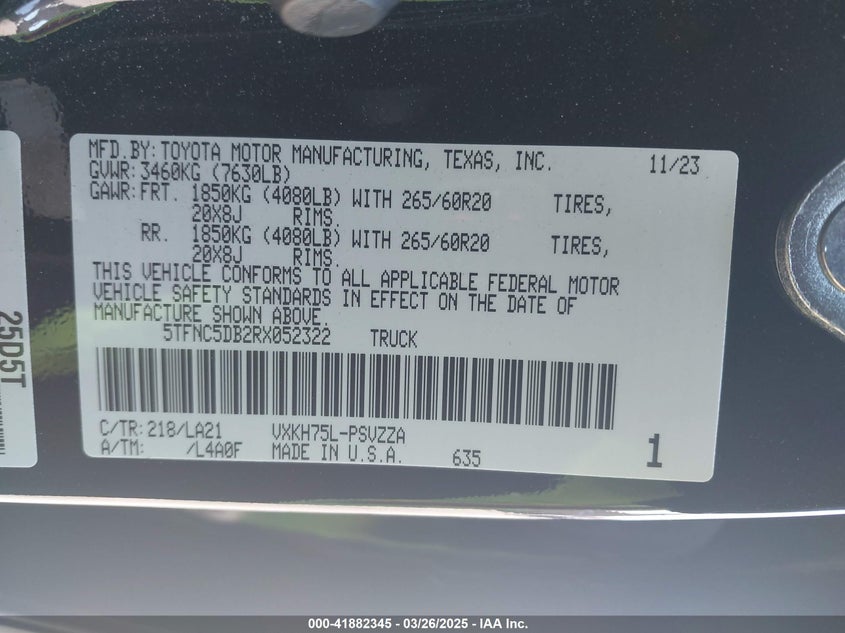 MFD.BY: TOYOTA MOTOR MANUFACTURING, TEXAS, INC. 11/23
GVWR: 3460KG (7630LB)
GAWR: FRT. 1850KG (4080LB) WITH 265/60R20 TIRES,
20X8J RIMS.
RR. 1850KG (4080LB) WITH 265/60R20 TIRES,
20X8J RIMS.
THIS VEHICLE CONFORMS TO ALL APPLICABLE FEDERAL MOTOR
VEHICLE SAFETY STANDARDS IN EFFECT ON THE DATE OF
MANUFACTURE SHOWN ABOVE.
5TFNC5DB2RX052322 TRUCK
C/TR: 218/LA21 VXKH75L-PSVZZA
A/TM: /L4A0F MADE IN U.S.A. 635 1
25D5T
000-41882345 - 03/26/2025 - IAA Inc.